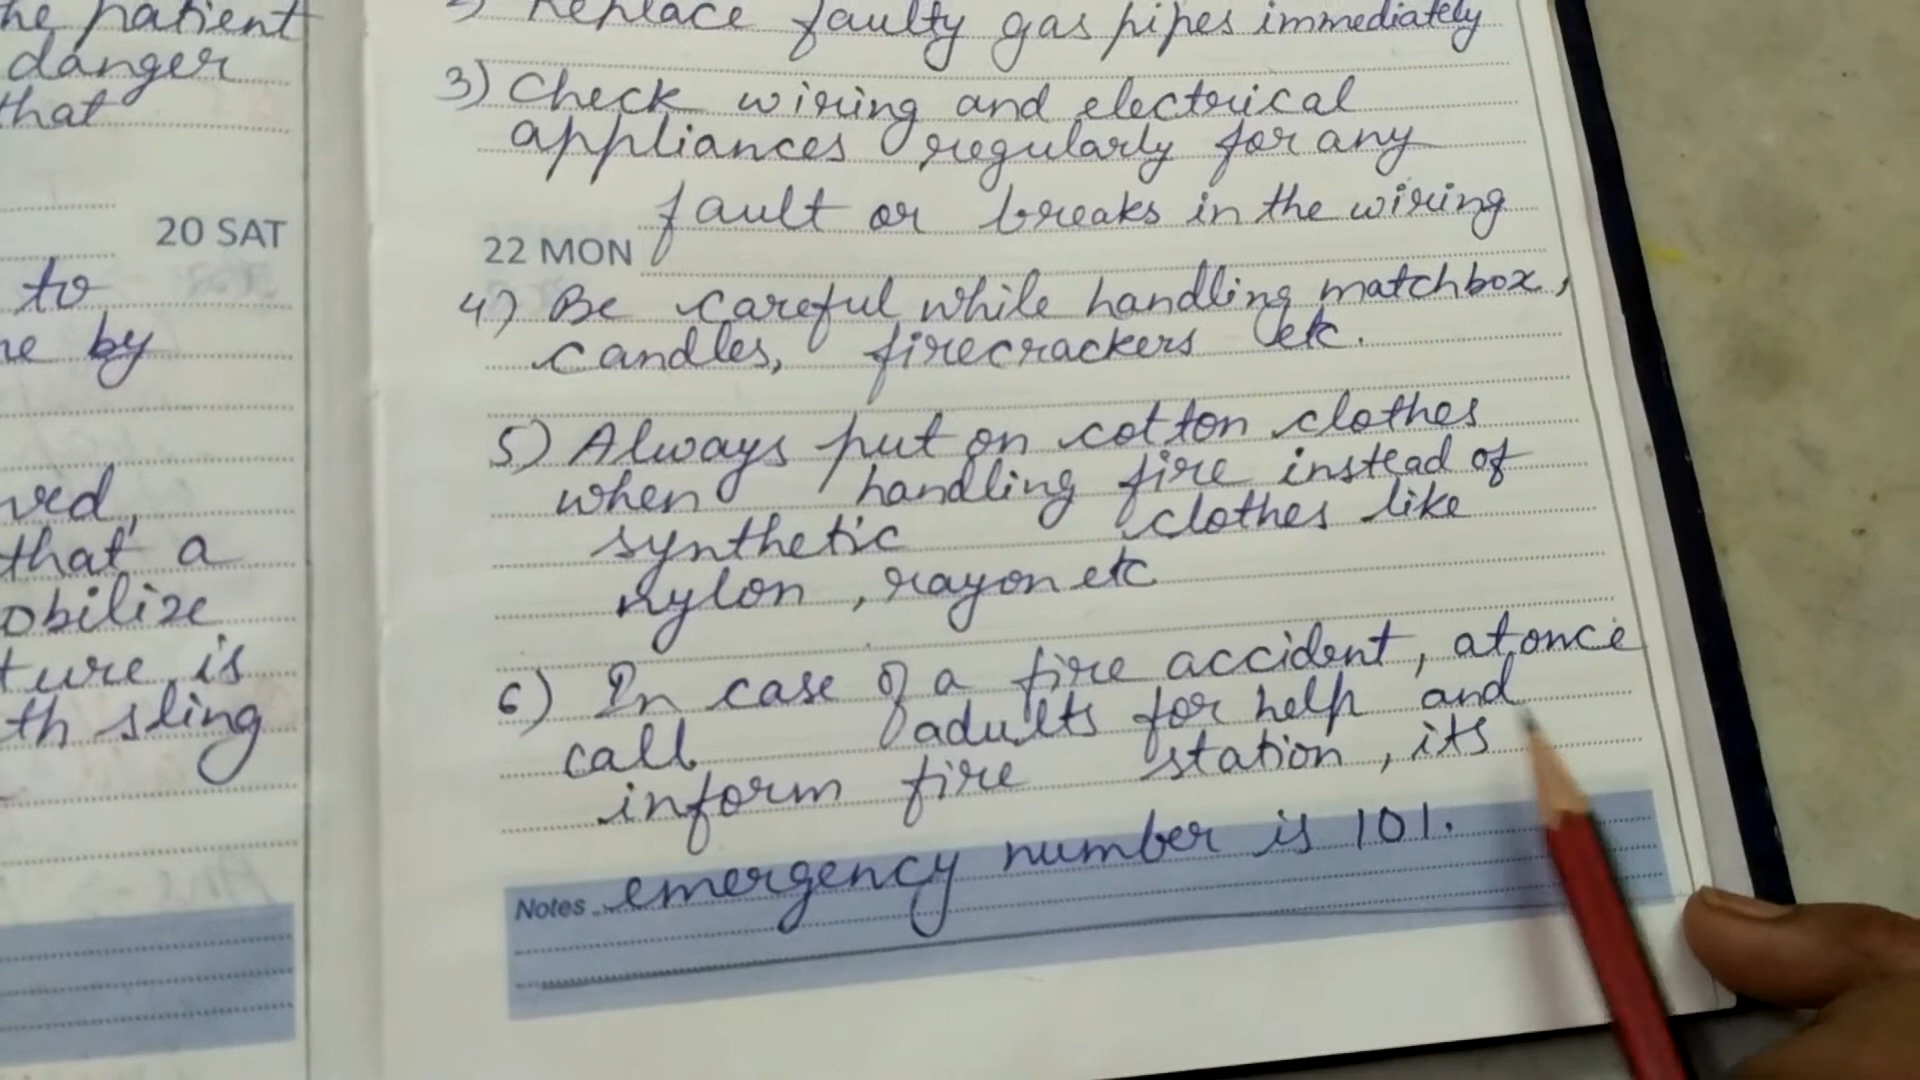 he patient
danger
that
20 SAT
to
by
that a
obilize
ture is
th sling
2) Replace faulty gas pipes immediately
3) Check wiring and electrical
appliances regularly for any
fault or breaks in the wiring
22 MON
4) Be careful while handling matchbox,
candles, firecrackers etc.
5) Always put on cotton clothes
when handling fire instead of
synthetic clothes like
nylon, rayon etc
6) In case of a fire accident, at once
call adults for help and
inform fire station, its
Notes emergency number is 101.